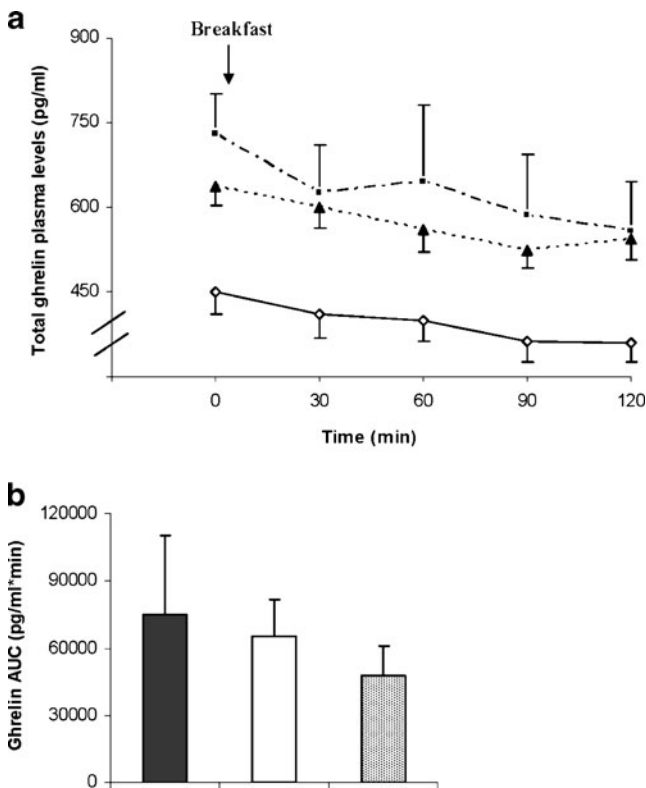 a
900
Breakfast
750
600
450
Total ghrelin plasma levels (pg/ml)
0 30 60 90 120
Time (min)
b
120000
90000
60000
30000
0
Ghrelin AUC (pg/ml*min)